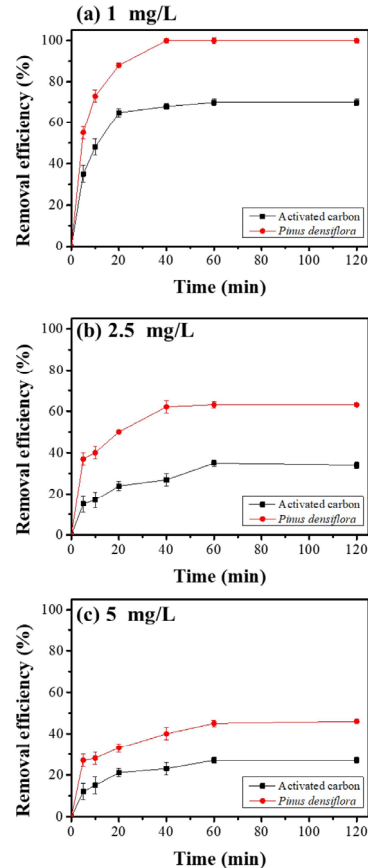 (a) 1 mg/L
Removal efficiency (%)
100
80
60
40
20
0
Activated carbon
Pinus densiflora
0 20 40 60 80 100 120
Time (min)
(b) 2.5 mg/L
Removal efficiency (%)
100
80
60
40
20
0
Activated carbon
Pinus densiflora
0 20 40 60 80 100 120
Time (min)
(c) 5 mg/L
Removal efficiency (%)
100
80
60
40
20
0
Activated carbon
Pinus densiflora
0 20 40 60 80 100 120
Time (min)